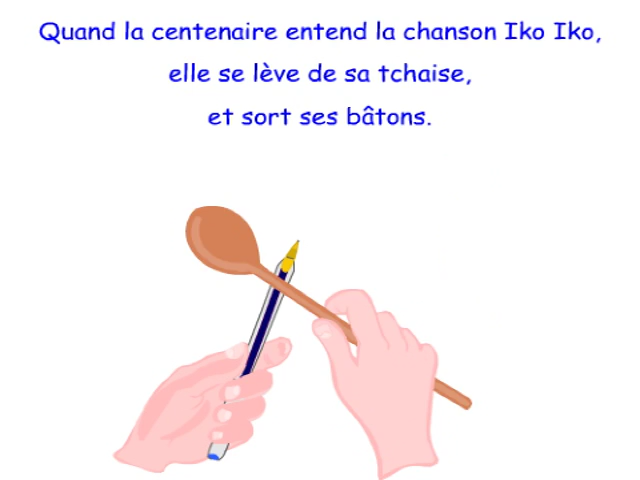 Quand la centenaire entend la chanson Iko Iko,
elle se lève de sa tchaise,
et sort ses bâtons.